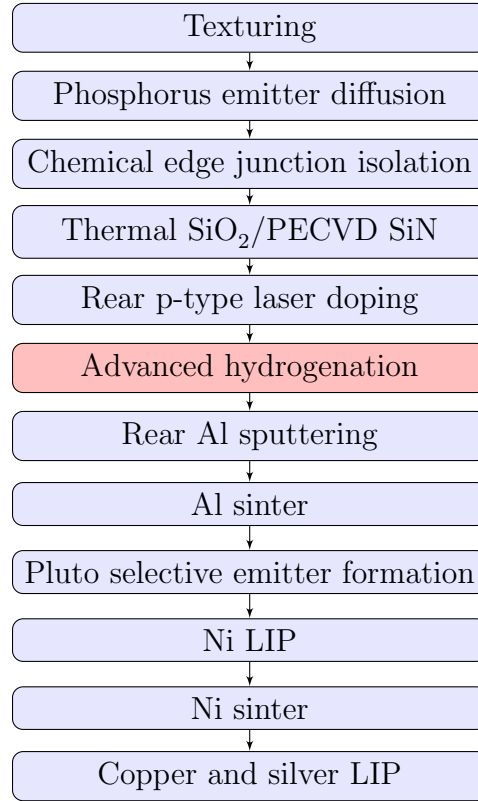 Texturing
Phosphorus emitter diffusion
Chemical edge junction isolation
Thermal SiO₂/PECVD SiN
Rear p-type laser doping
Advanced hydrogenation
Rear Al sputtering
Al sinter
Pluto selective emitter formation
Ni LIP
Ni sinter
Copper and silver LIP